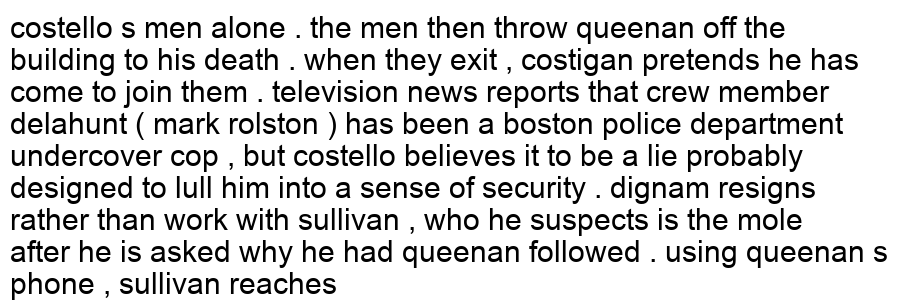 costello s men alone . the men then throw queenan off the
building to his death . when they exit , costigan pretends he has
come to join them . television news reports that crew member
delahunt ( mark rolston ) has been a boston police department
undercover cop , but costello believes it to be a lie probably
designed to lull him into a sense of security . dignam resigns
rather than work with sullivan , who he suspects is the mole
after he is asked why he had queenan followed . using queenan s
phone , sullivan reaches